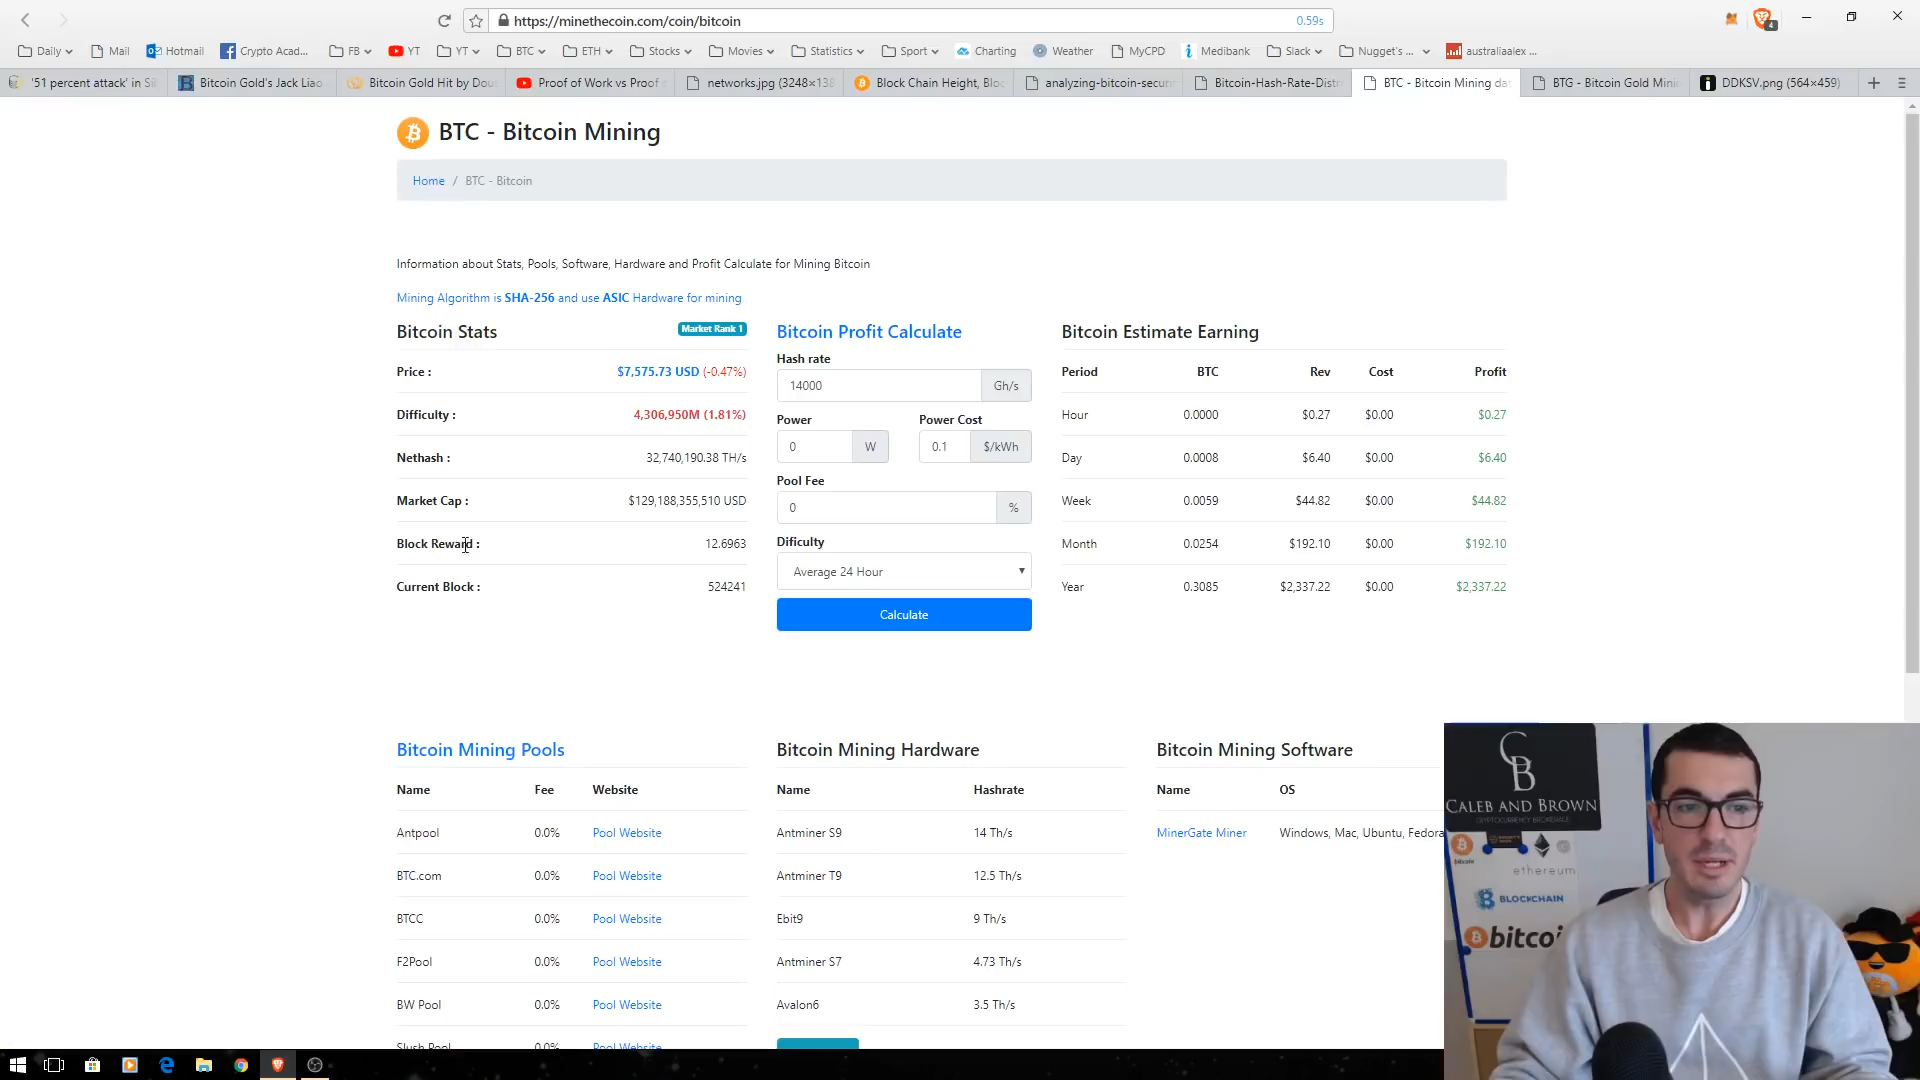 https://minethecoin.com/coin/bitcoin
0.59s
4
Daily
Mail
Hotmail
Crypto Acad...
FB
YT
YT
BTC
ETH
Stocks
Movies
Statistics
Sport
Charting
Weather
MyCPD
Medibank
Slack
Nugget's ...
australiaalex ...
'51 percent attack' in Sil
Bitcoin Gold's Jack Liao
Bitcoin Gold Hit by Dou
Proof of Work vs Proof
networks.jpg (3248×138
Block Chain Height, Blo
analyzing-bitcoin-secur
Bitcoin-Hash-Rate-Distr
BTC - Bitcoin Mining da
BTG - Bitcoin Gold Mini
DDKSV.png (564×459)
BTC - Bitcoin Mining
Home / BTC - Bitcoin
Information about Stats, Pools, Software, Hardware and Profit Calculate for Mining Bitcoin
Mining Algorithm is SHA-256 and use ASIC Hardware for mining
Bitcoin Stats Market Rank 1
Price : $7,575.73 USD (-0.47%)
Difficulty : 4,306,950M (1.81%)
Nethash : 32,740,190.38 TH/s
Market Cap : $129,188,355,510 USD
Block Reward : 12.6963
Current Block : 524241
Bitcoin Profit Calculate
Hash rate
14000 Gh/s
Power Power Cost
0 W 0.1 $/kWh
Pool Fee
0 %
Dificulty
Average 24 Hour
Calculate
Bitcoin Estimate Earning
Period BTC Rev Cost Profit
Hour 0.0000 $0.27 $0.00 $0.27
Day 0.0008 $6.40 $0.00 $6.40
Week 0.0059 $44.82 $0.00 $44.82
Month 0.0254 $192.10 $0.00 $192.10
Year 0.3085 $2,337.22 $0.00 $2,337.22
Bitcoin Mining Pools
Name Fee Website
Antpool 0.0% Pool Website
BTC.com 0.0% Pool Website
BTCC 0.0% Pool Website
F2Pool 0.0% Pool Website
BW Pool 0.0% Pool Website
Slush Pool 0.0% Pool Website
Bitcoin Mining Hardware
Name Hashrate
Antminer S9 14 Th/s
Antminer T9 12.5 Th/s
Ebit9 9 Th/s
Antminer S7 4.73 Th/s
Avalon6 3.5 Th/s
Bitcoin Mining Software
Name OS
MinerGate Miner Windows, Mac, Ubuntu, Fedora
CB
CALEB AND BROWN
CRYPTOCURRENCY BROKERAGE
bitcoin
ethereum
BLOCKCHAIN
bitcoi